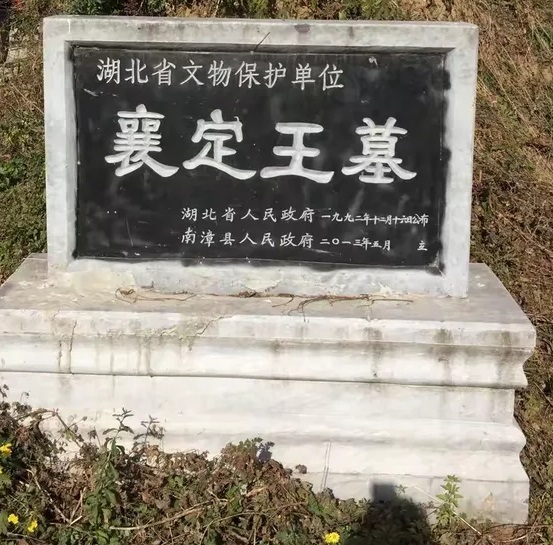 湖北省文物保护单位
襄定王墓
湖北省人民政府 一九九二年十二月十六日公布
南漳县人民政府 二〇一三年五月 立